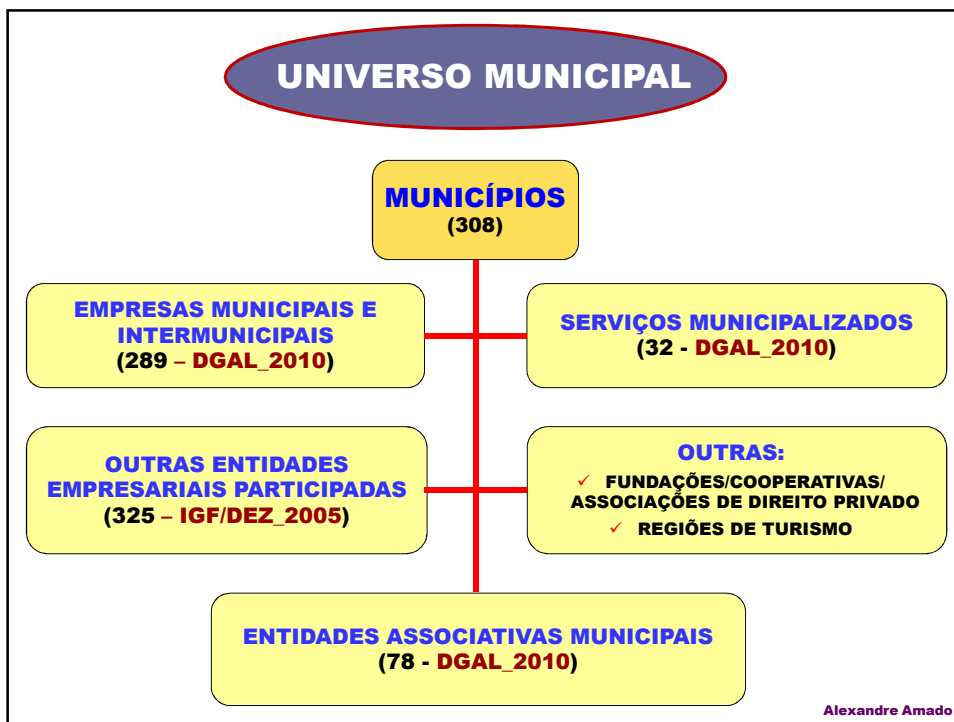 UNIVERSO MUNICIPAL
MUNICÍPIOS
(308)
EMPRESAS MUNICIPAIS E
INTERMUNICIPAIS
(289 – DGAL_2010)
SERVIÇOS MUNICIPALIZADOS
(32 - DGAL_2010)
OUTRAS ENTIDADES
EMPRESARIAIS PARTICIPADAS
(325 – IGF/DEZ_2005)
OUTRAS:
✓ FUNDAÇÕES/COOPERATIVAS/
ASSOCIAÇÕES DE DIREITO PRIVADO
✓ REGIÕES DE TURISMO
ENTIDADES ASSOCIATIVAS MUNICIPAIS
(78 - DGAL_2010)
Alexandre Amado